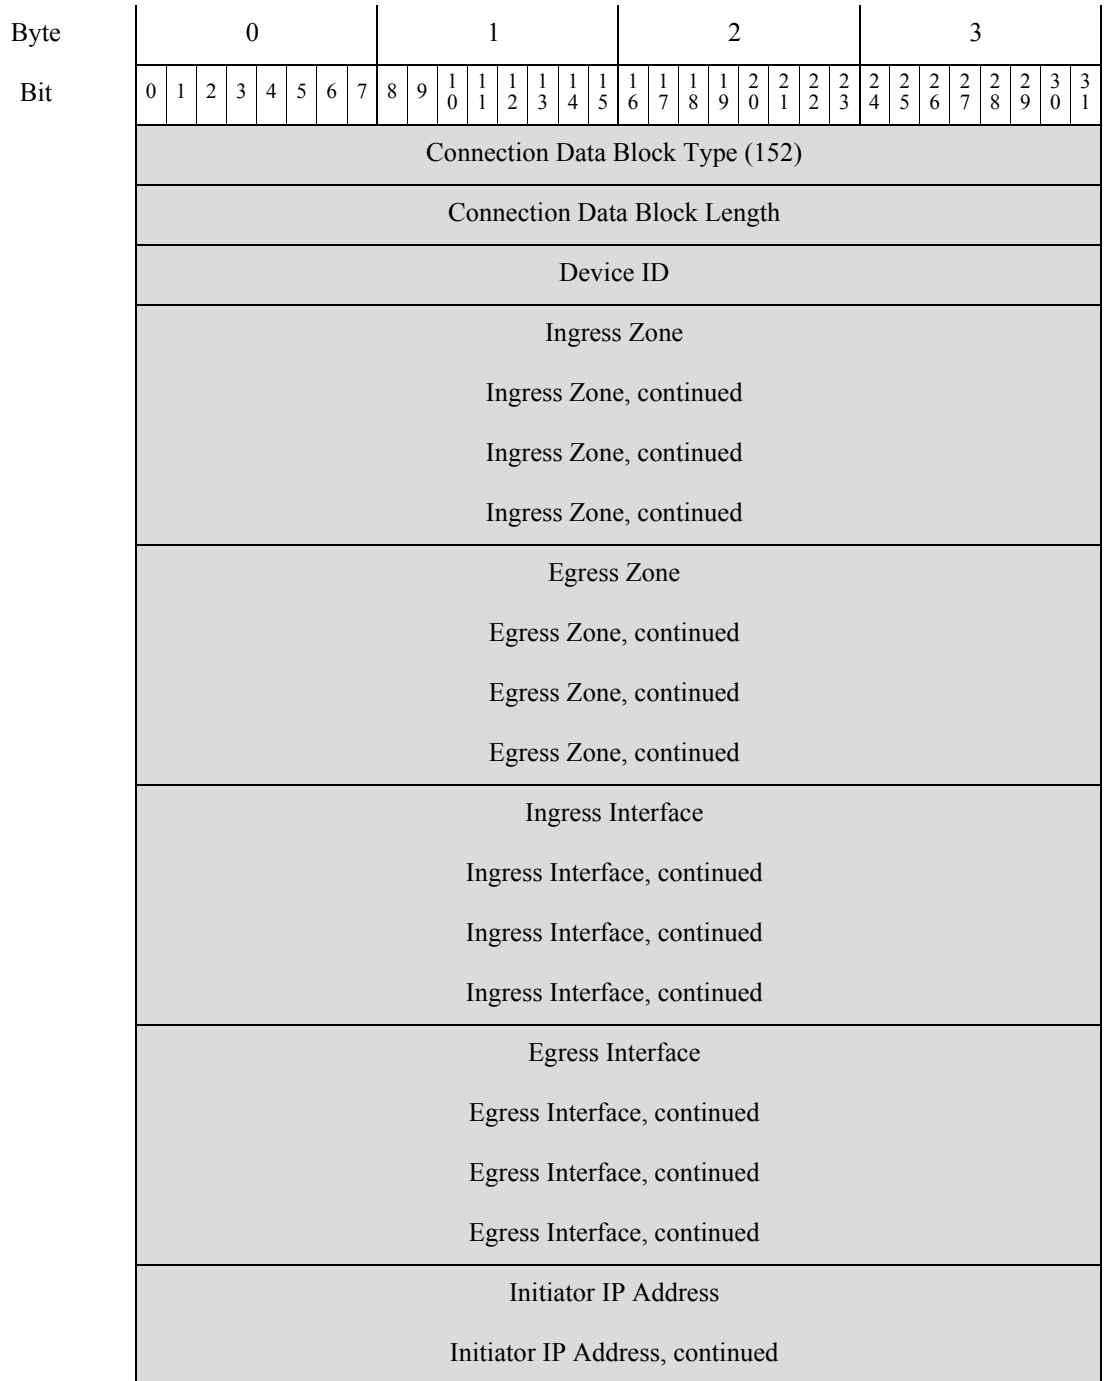 Byte 0 1 2 3
Bit 0 1 2 3 4 5 6 7 8 9 10 11 12 13 14 15 16 17 18 19 20 21 22 23 24 25 26 27 28 29 30 31
Connection Data Block Type (152)
Connection Data Block Length
Device ID
Ingress Zone
Ingress Zone, continued
Ingress Zone, continued
Ingress Zone, continued
Egress Zone
Egress Zone, continued
Egress Zone, continued
Egress Zone, continued
Ingress Interface
Ingress Interface, continued
Ingress Interface, continued
Ingress Interface, continued
Egress Interface
Egress Interface, continued
Egress Interface, continued
Egress Interface, continued
Initiator IP Address
Initiator IP Address, continued